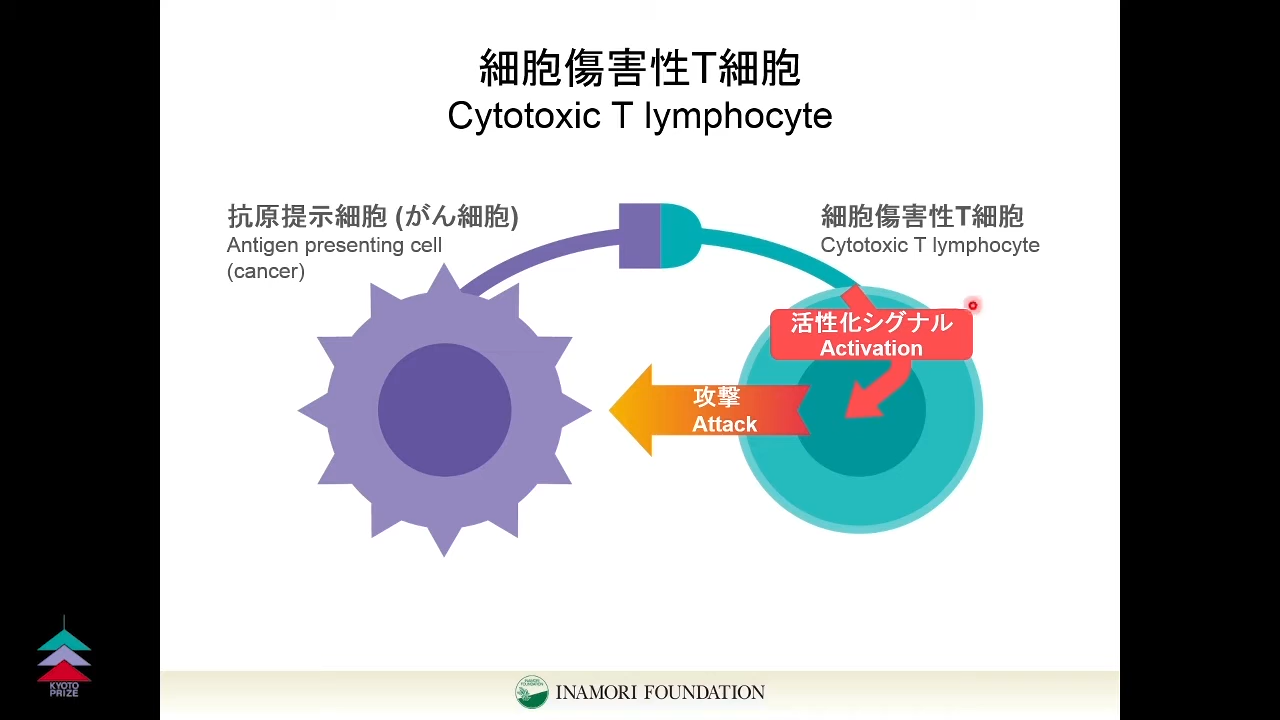 細胞傷害性T細胞
Cytotoxic T lymphocyte
抗原提示細胞 (がん細胞)
Antigen presenting cell
(cancer)
細胞傷害性T細胞
Cytotoxic T lymphocyte
活性化シグナル
Activation
攻撃
Attack
KYOTO
PRIZE
INAMORI FOUNDATION